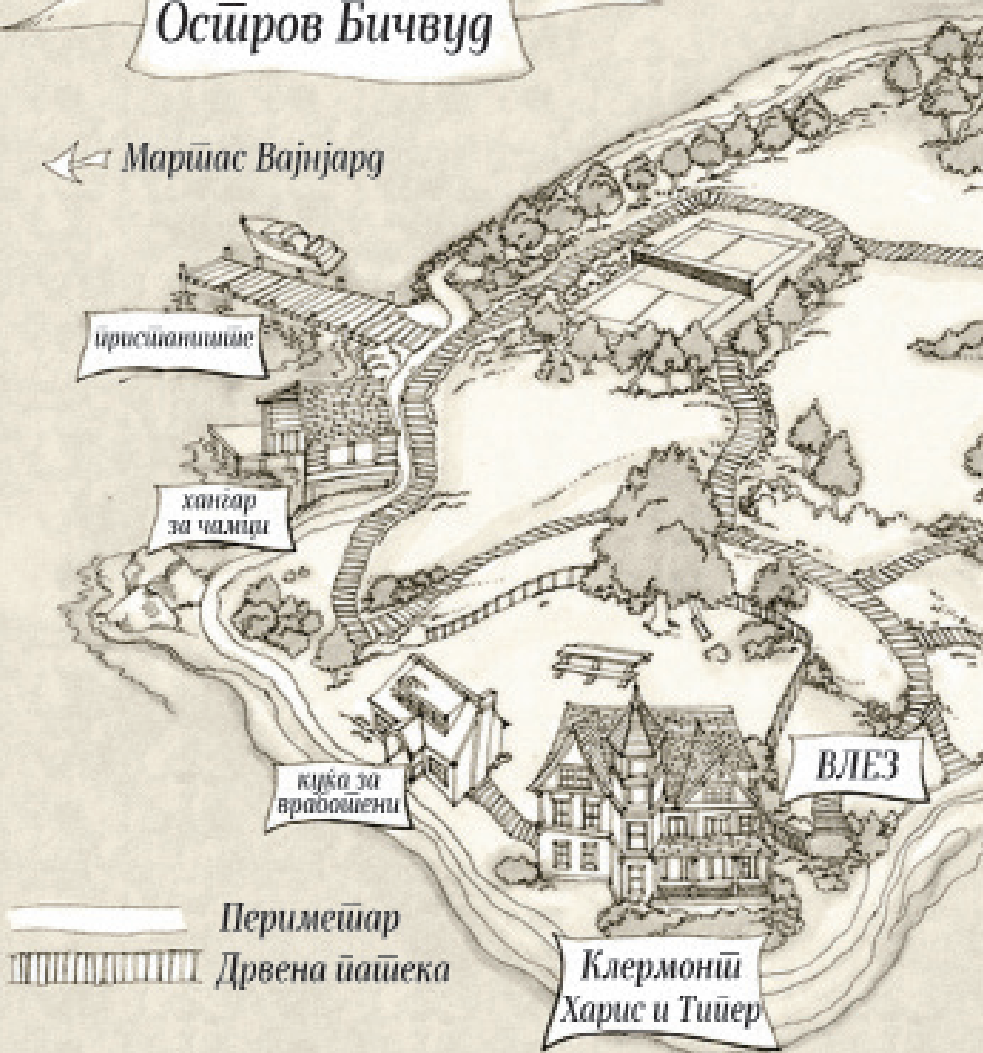 Остров Бичвуд
Мартас Вајнјард
пристаниште
хангар
за чамци
куќа за
вработени
ВЛЕЗ
Периметар
Дрвена патека
Клермонт
Харис и Типер